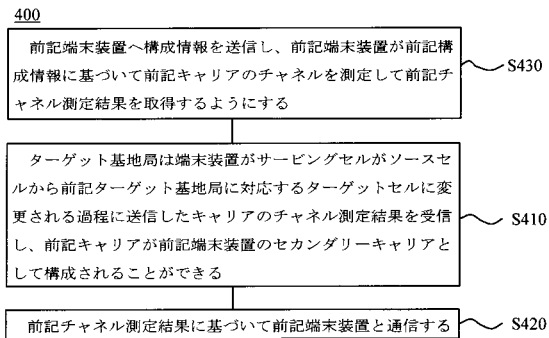 400
前記端末装置へ構成情報を送信し、前記端末装置が前記構
成情報に基づいて前記キャリアのチャネルを測定して前記チ
ャネル測定結果を取得するようにする
S430
ターゲット基地局は端末装置がサービングセルがソースセ
ルから前記ターゲット基地局に対応するターゲットセルに変
更される過程に送信したキャリアのチャネル測定結果を受信
し、前記キャリアが前記端末装置のセカンダリーキャリアと
して構成されることができる
S410
前記チャネル測定結果に基づいて前記端末装置と通信する
S420